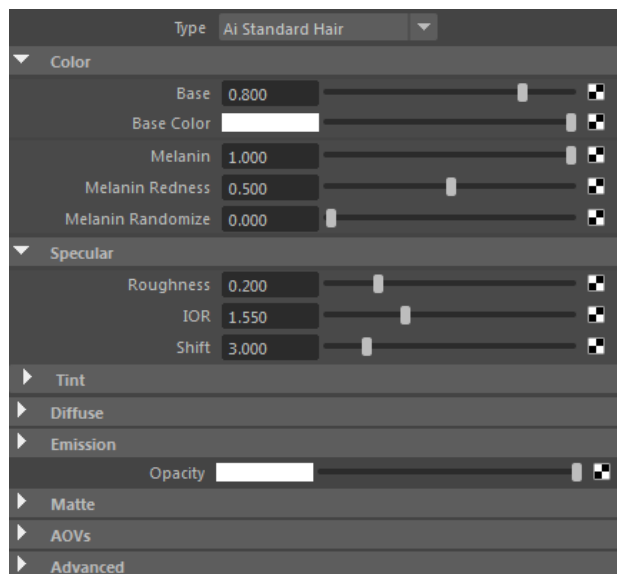 Type Ai Standard Hair
Color
Base 0.800
Base Color
Melanin 1.000
Melanin Redness 0.500
Melanin Randomize 0.000
Specular
Roughness 0.200
IOR 1.550
Shift 3.000
Tint
Diffuse
Emission
Opacity
Matte
AOVs
Advanced